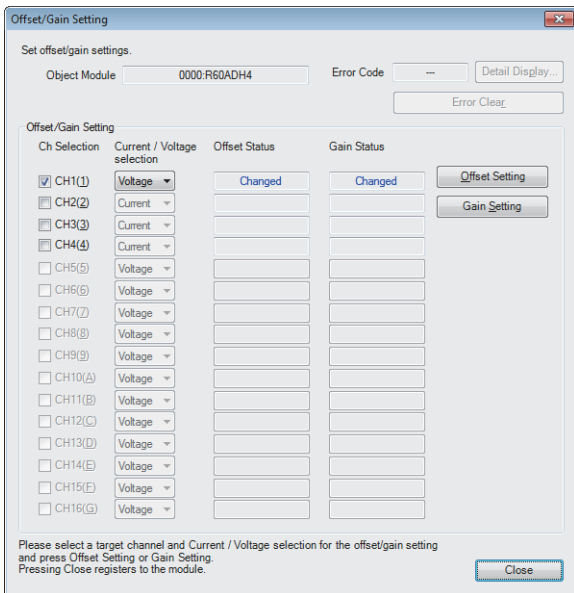 Offset/Gain Setting
Set offset/gain settings.
Object Module 0000:R60ADH4 Error Code --- Detail Display...
Error Clear
Offset/Gain Setting
Ch Selection Current / Voltage selection Offset Status Gain Status
CH1(1) Voltage Changed Changed Offset Setting
CH2(2) Current Gain Setting
CH3(3) Current
CH4(4) Current
CH5(5) Voltage
CH6(6) Voltage
CH7(7) Voltage
CH8(8) Voltage
CH9(9) Voltage
CH10(A) Voltage
CH11(B) Voltage
CH12(C) Voltage
CH13(D) Voltage
CH14(E) Voltage
CH15(F) Voltage
CH16(G) Voltage
Please select a target channel and Current / Voltage selection for the offset/gain setting
and press Offset Setting or Gain Setting.
Pressing Close registers to the module.
Close